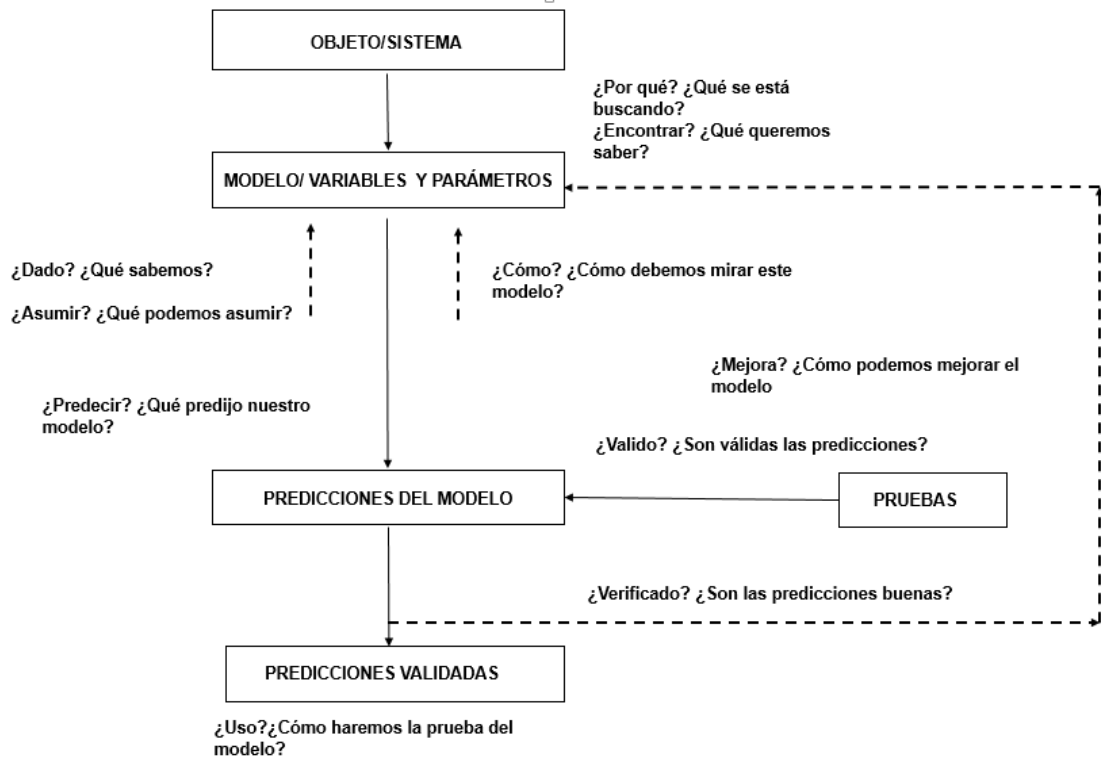 OBJETO/SISTEMA
¿Por qué? ¿Qué se está
buscando?
¿Encontrar? ¿Qué queremos
saber?
MODELO/ VARIABLES Y PARÁMETROS
¿Dado? ¿Qué sabemos?
¿Asumir? ¿Qué podemos asumir?
¿Cómo? ¿Cómo debemos mirar este
modelo?
¿Mejora? ¿Cómo podemos mejorar el
modelo
¿Predecir? ¿Qué predijo nuestro
modelo?
¿Valido? ¿Son válidas las predicciones?
PREDICCIONES DEL MODELO
PRUEBAS
¿Verificado? ¿Son las predicciones buenas?
PREDICCIONES VALIDADAS
¿Uso?¿Cómo haremos la prueba del
modelo?